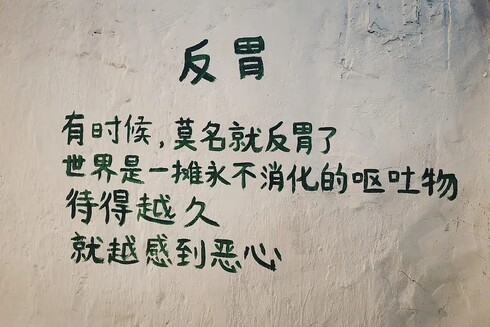 反胃
有时候,莫名就反胃了
世界是一摊永不消化的呕吐物
待得越久
就越感到恶心